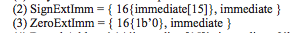 (2) SignExtImm = { 16{immediate[15]}, immediate }
(3) ZeroExtImm = { 16{1b’0}, immediate }